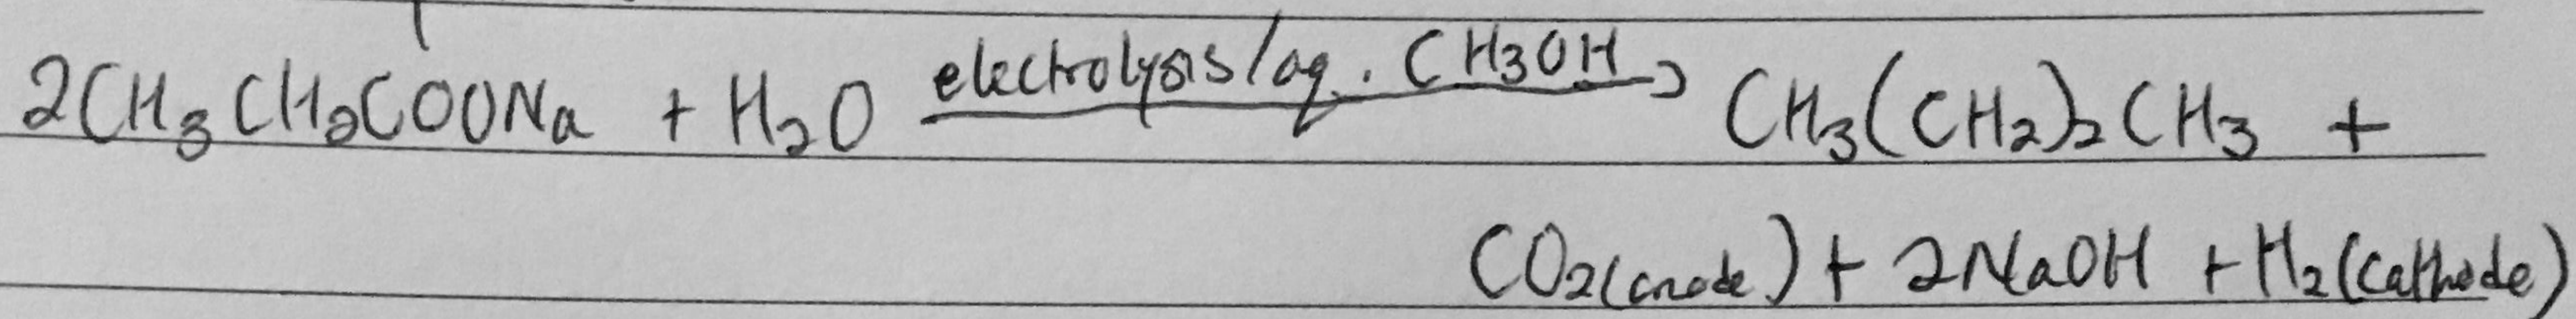 2CH₃CH₂COONa + H₂O electrolysis/aq. CH3OH → CH₃(CH₂)₂CH₃ +
CO₂(anode) + 2NaOH + H₂(cathode)